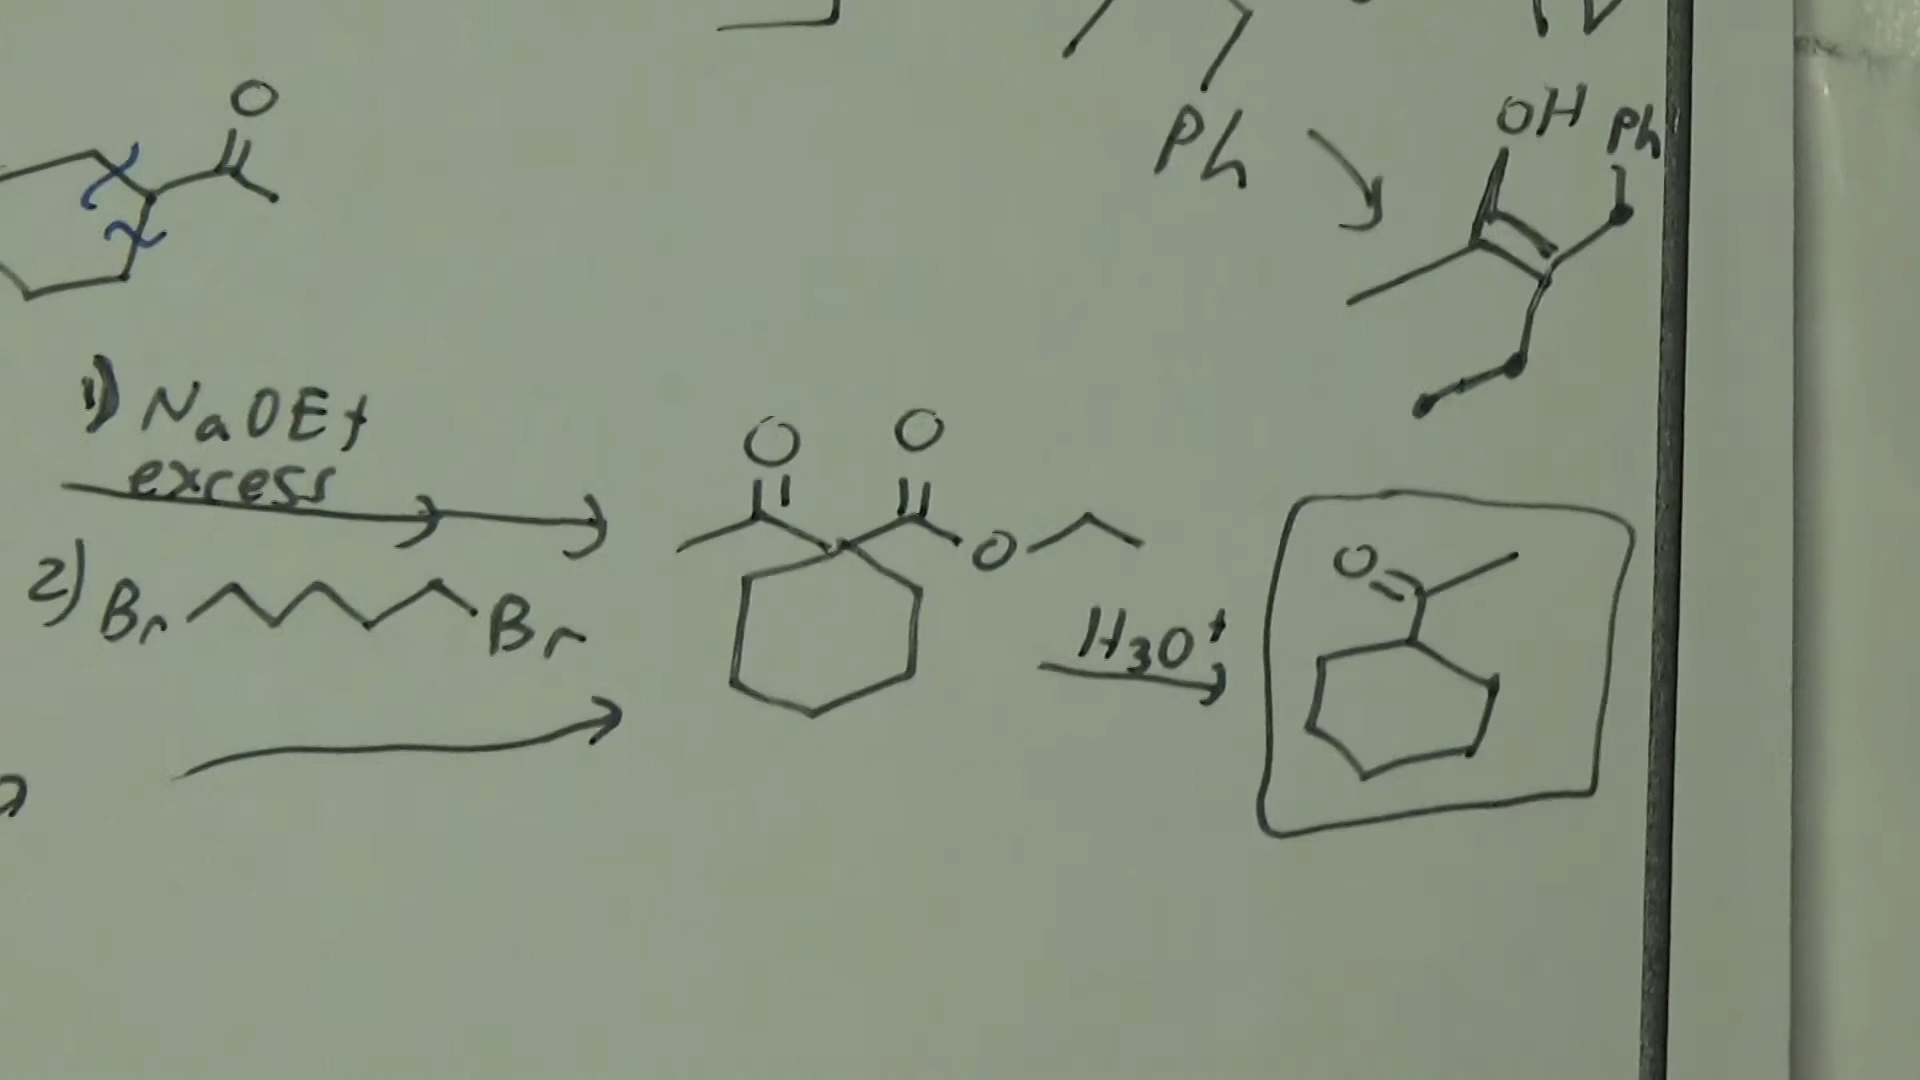 O
Ph
OH Ph
1) NaOEt
excess
2) Br Br
O O
O
H3O+
O